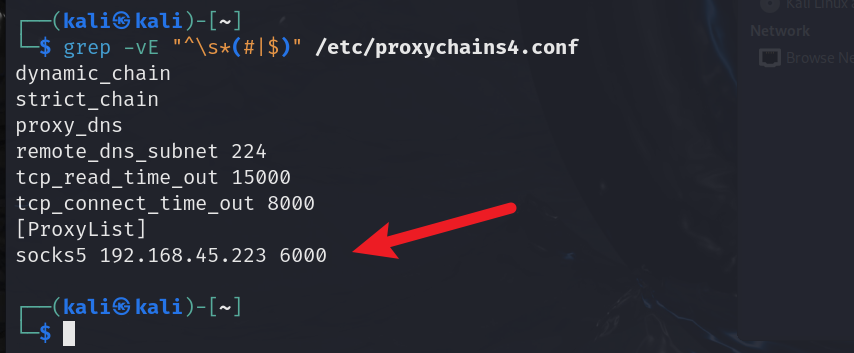 ┌──(kali㉿kali)-[~]
└─$ grep -vE "^\s*(#|$)" /etc/proxychains4.conf
dynamic_chain
strict_chain
proxy_dns
remote_dns_subnet 224
tcp_read_time_out 15000
tcp_connect_time_out 8000
[ProxyList]
socks5 192.168.45.223 6000
┌──(kali㉿kali)-[~]
└─$
Kali Linux
Network
Browse Ne